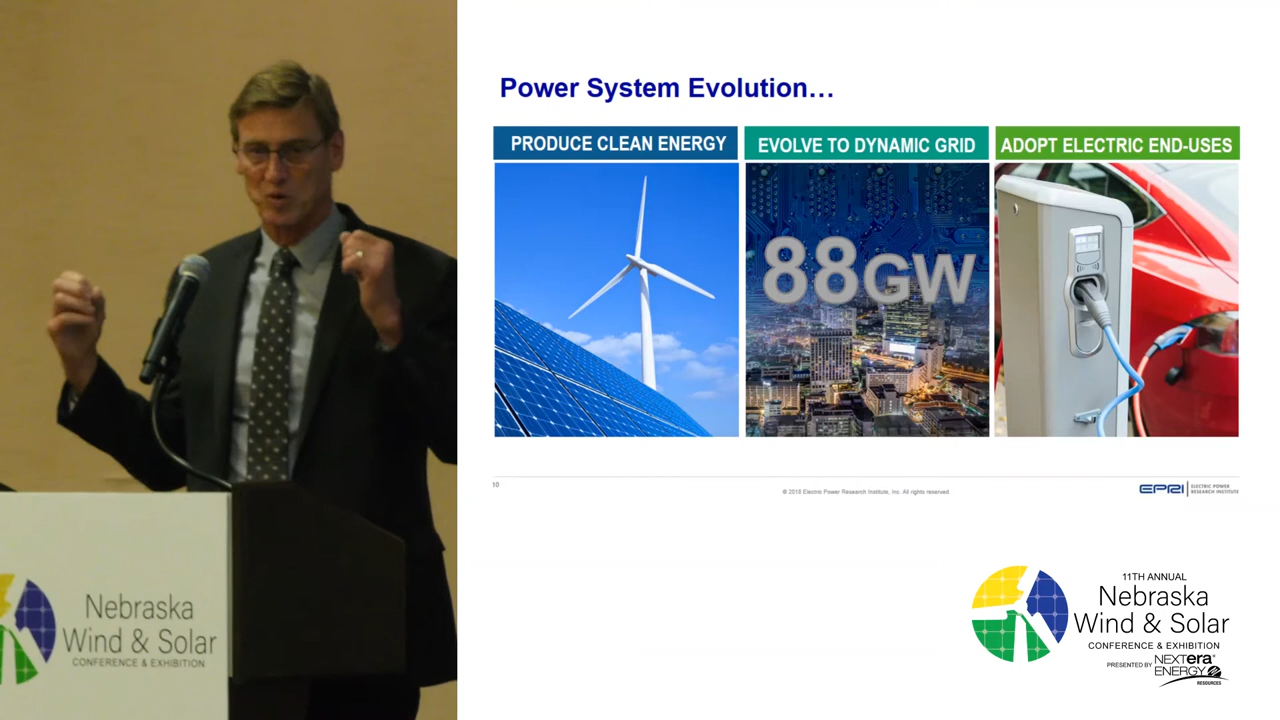 Power System Evolution…
PRODUCE CLEAN ENERGY
EVOLVE TO DYNAMIC GRID
ADOPT ELECTRIC END-USES
88GW
10
© 2018 Electric Power Research Institute, Inc. All rights reserved.
EPRI
ELECTRIC POWER
RESEARCH INSTITUTE
Nebraska
Wind & Solar
CONFERENCE & EXHIBITION
11TH ANNUAL
Nebraska
Wind & Solar
CONFERENCE & EXHIBITION
PRESENTED BY
NEXTera®
ENERGY
RESOURCES